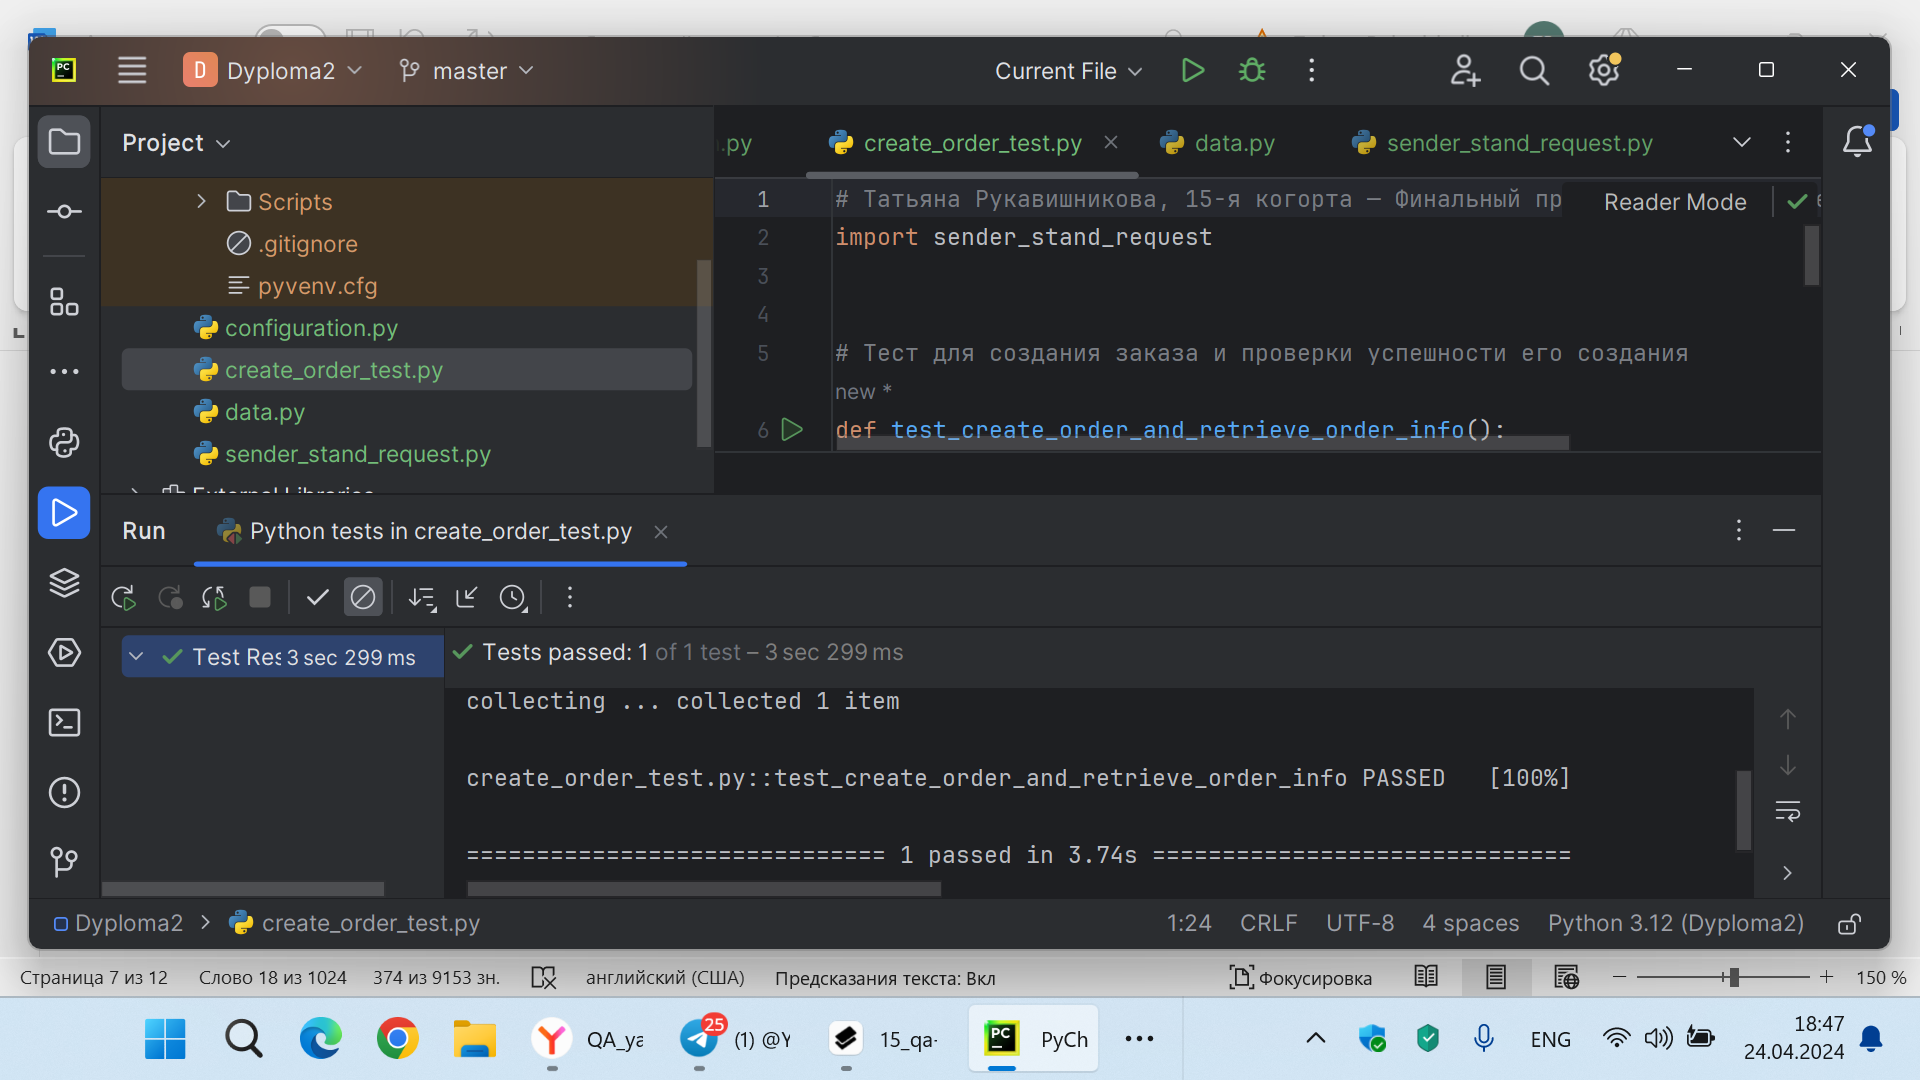 D Dyploma2 master Current File
Project
Scripts
.gitignore
pyvenv.cfg
configuration.py
create_order_test.py
data.py
sender_stand_request.py
External Libraries
.py create_order_test.py data.py sender_stand_request.py
1 # Татьяна Рукавишникова, 15-я когорта — Финальный пр
Reader Mode
2 import sender_stand_request
3
4
5 # Тест для создания заказа и проверки успешности его создания
new *
6 def test_create_order_and_retrieve_order_info():
Run Python tests in create_order_test.py
Test Res 3 sec 299 ms
Tests passed: 1 of 1 test – 3 sec 299 ms
collecting ... collected 1 item
create_order_test.py::test_create_order_and_retrieve_order_info PASSED [100%]
============================== 1 passed in 3.74s ==============================
Dyploma2 > create_order_test.py 1:24 CRLF UTF-8 4 spaces Python 3.12 (Dyploma2)
Страница 7 из 12 Слово 18 из 1024 374 из 9153 зн. английский (США) Предсказания текста: Вкл Фокусировка 150 %
QA_ya 25 (1) @Y 15_qa- PC PyCh ENG 18:47
24.04.2024